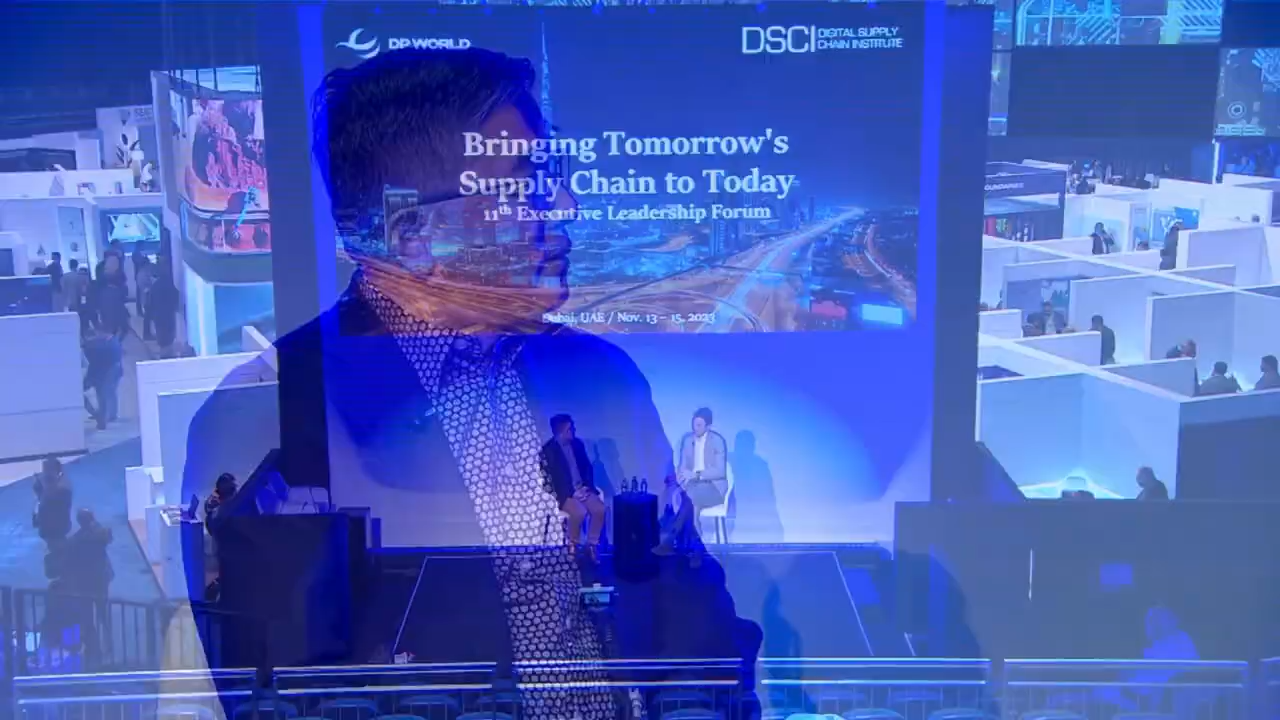 DP WORLD
DSCI DIGITAL SUPPLY
CHAIN INSTITUTE
Bringing Tomorrow's
Supply Chain to Today
11th Executive Leadership Forum
Dubai, UAE / Nov. 13 – 15, 2023